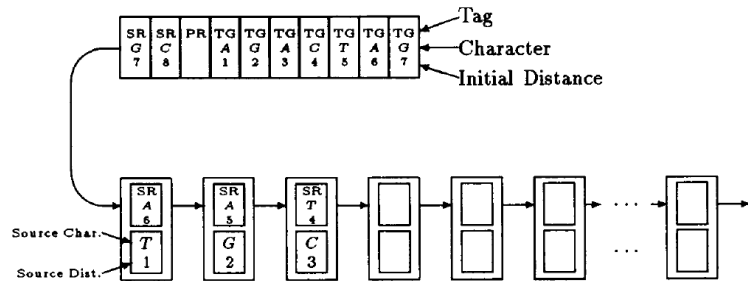 Tag
SR SR PR TG TG TG TG TG TG TG
G C A G A C T A G
Character
7 8 1 2 3 4 5 6 7
Initial Distance
SR SR SR
A A T
6 5 4
Source Char.
T G C
1 2 3
Source Dist.
. . .
. . .